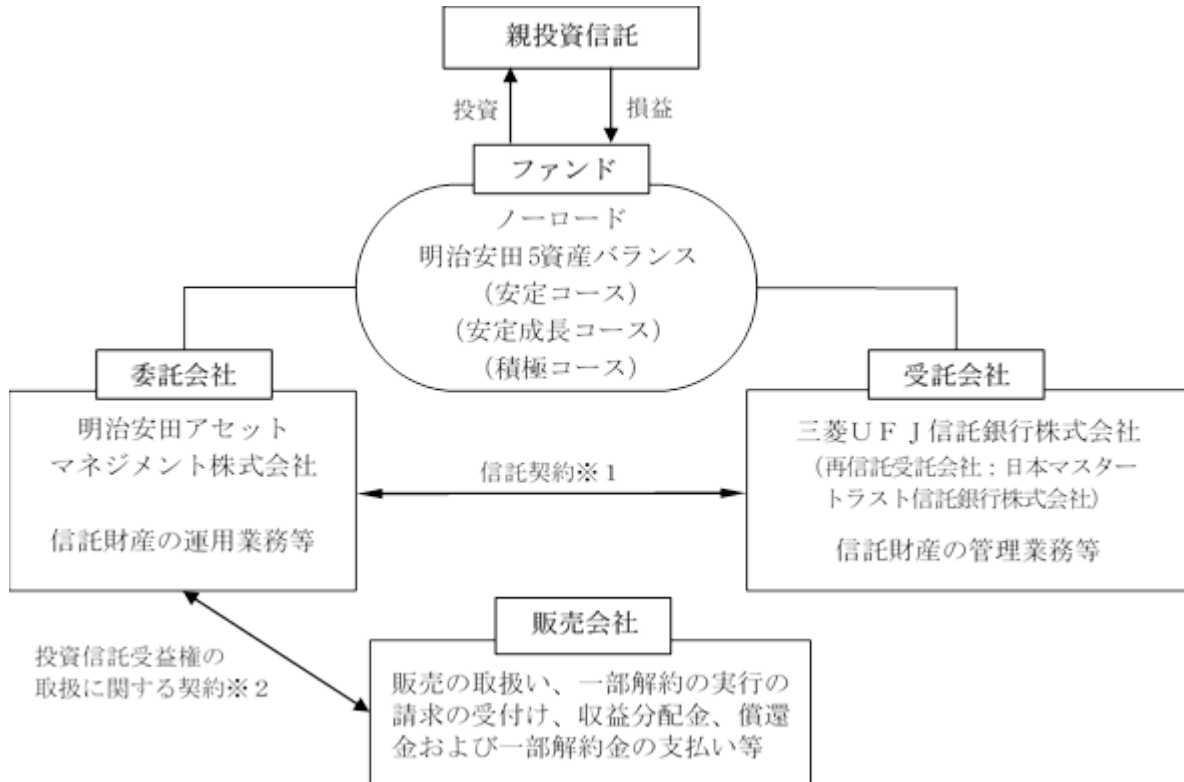 親投資信託
投資
損益
ファンド
ノーロード
明治安田5資産バランス
（安定コース）
（安定成長コース）
（積極コース）
委託会社
明治安田アセット
マネジメント株式会社
信託財産の運用業務等
信託契約※１
受託会社
三菱ＵＦＪ信託銀行株式会社
（再信託受託会社：日本マスター
トラスト信託銀行株式会社）
信託財産の管理業務等
投資信託受益権の
取扱に関する契約※２
販売会社
販売の取扱い、一部解約の実行の
請求の受付け、収益分配金、償還
金および一部解約金の支払い等